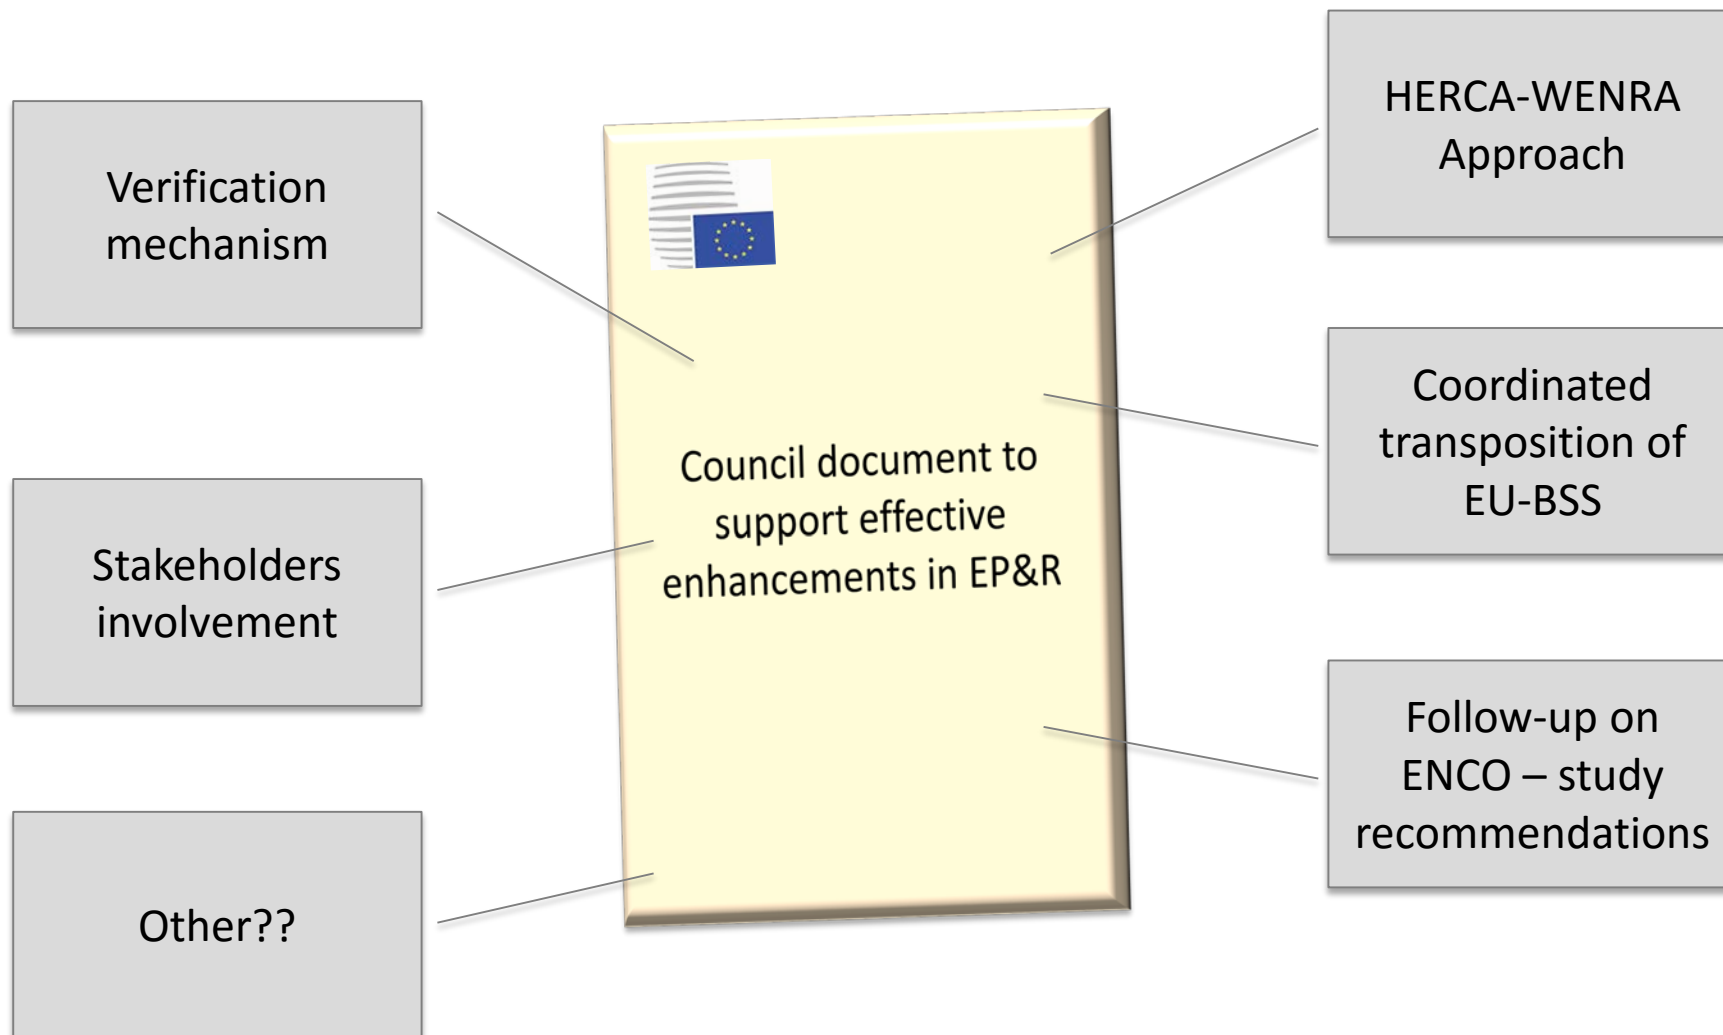 Verification
mechanism
Stakeholders
involvement
Other??
Council document to
support effective
enhancements in EP&R
HERCA-WENRA
Approach
Coordinated
transposition of
EU-BSS
Follow-up on
ENCO – study
recommendations